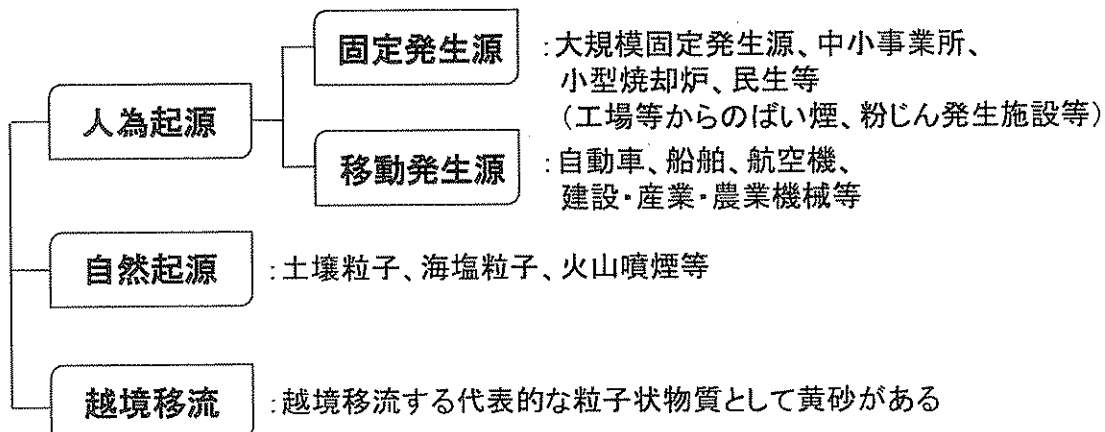 固定発生源 :大規模固定発生源、中小事業所、
小型焼却炉、民生等
(工場等からのばい煙、粉じん発生施設等)
人為起源
移動発生源 :自動車、船舶、航空機、
建設・産業・農業機械等
自然起源 :土壌粒子、海塩粒子、火山噴煙等
越境移流 :越境移流する代表的な粒子状物質として黄砂がある